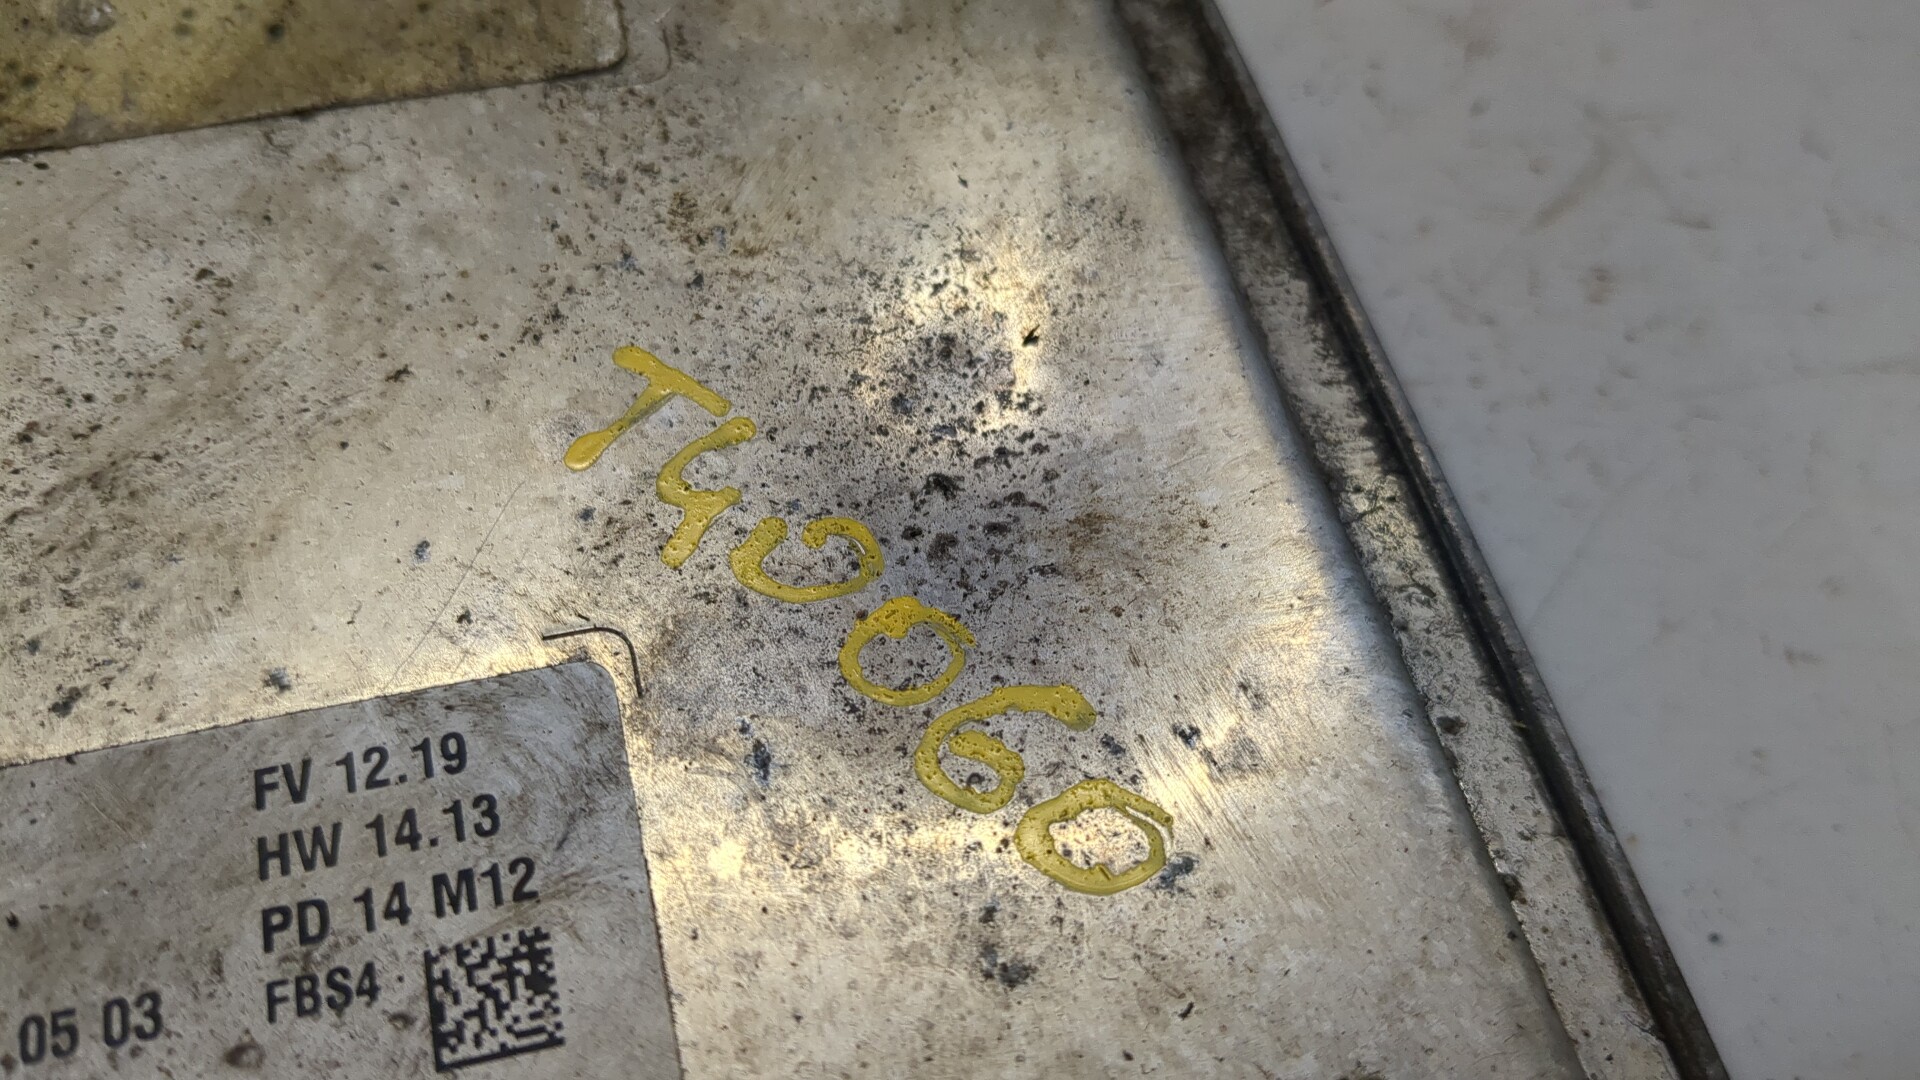 T40060
FV 12.19
HW 14.13
PD 14 M12
FBS4
.05 03